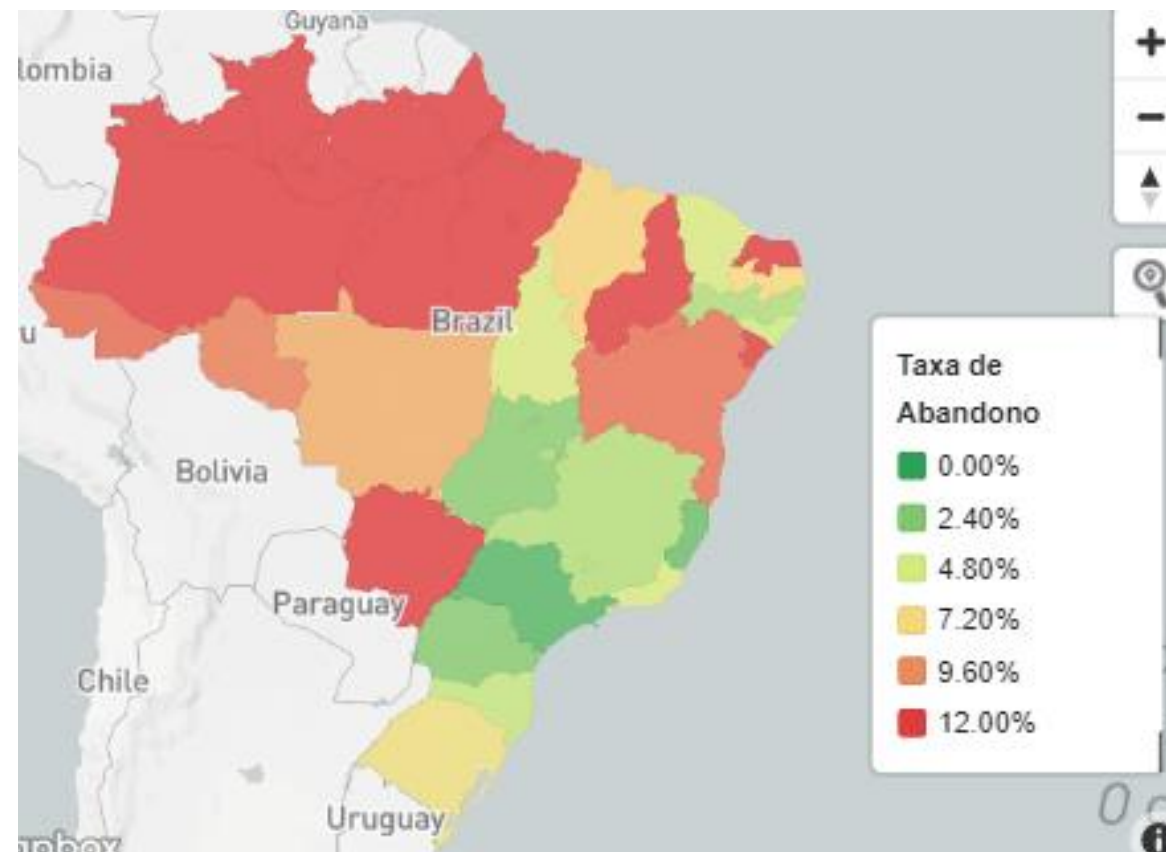 Guyana
lombia
Brazil
u
Bolivia
Paraguay
Chile
Uruguay
Taxa de
Abandono
0.00%
2.40%
4.80%
7.20%
9.60%
12.00%